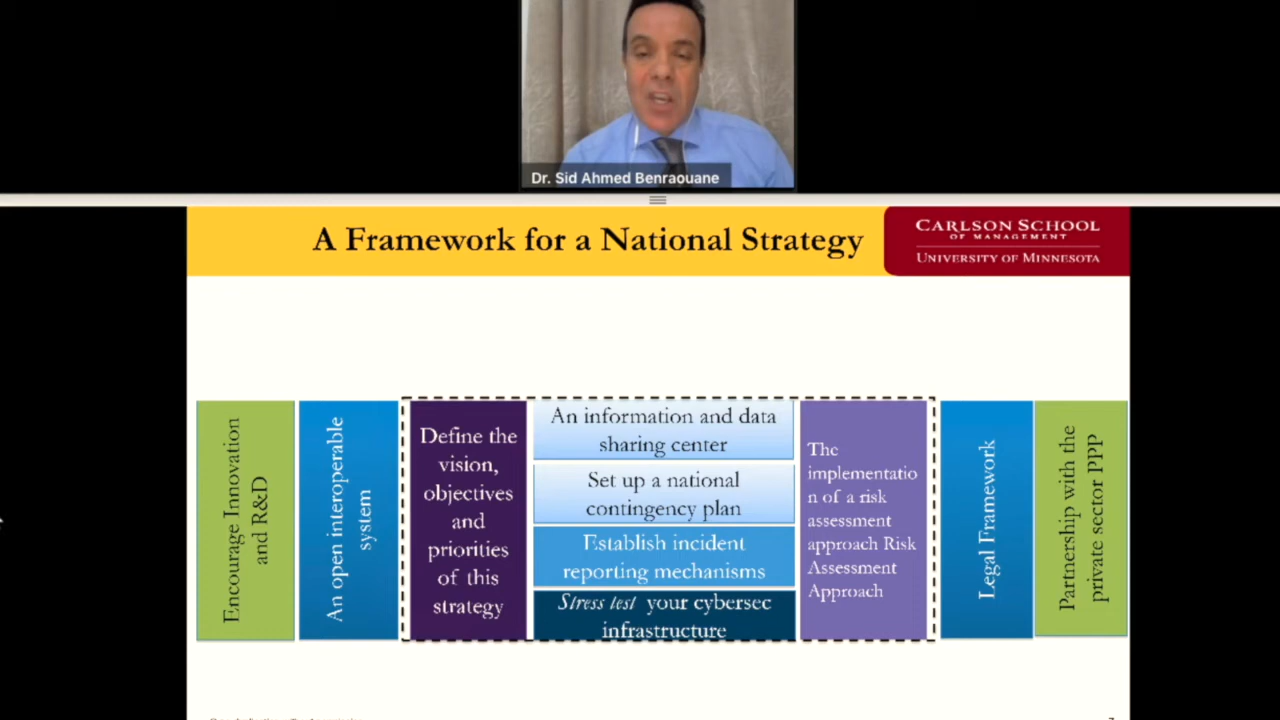 Dr. Sid Ahmed Benraouane
A Framework for a National Strategy
CARLSON SCHOOL
OF MANAGEMENT
UNIVERSITY OF MINNESOTA
Encourage Innovation
and R&D
An open interoperable
system
Define the
vision,
objectives
and
priorities
of this
strategy
An information and data
sharing center
Set up a national
contingency plan
Establish incident
reporting mechanisms
Stress test your cybersec
infrastructure
The
implementatio
n of a risk
assessment
approach Risk
Assessment
Approach
Legal Framework
Partnership with the
private sector PPP